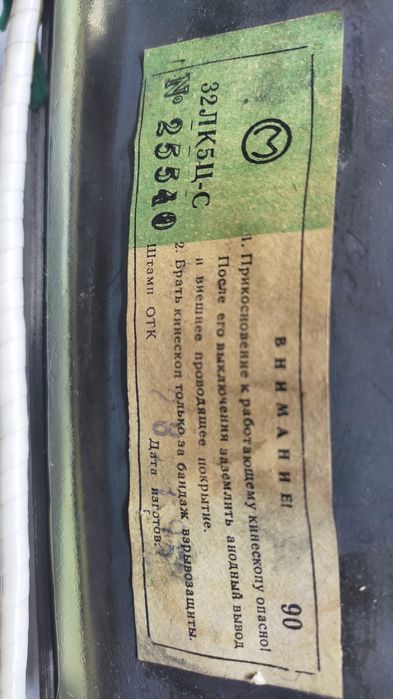 32ЛК5Ц-С
№ 25540
ВНИМАНИЕ!
90
1. Прикосновение к работающему кинескопу опасно!
После его выключения заземлить анодный вывод
и внешнее проводящее покрытие.
2. Брать кинескоп только за бандаж взрывозащиты.
Штамп ОТК
Дата изготов.